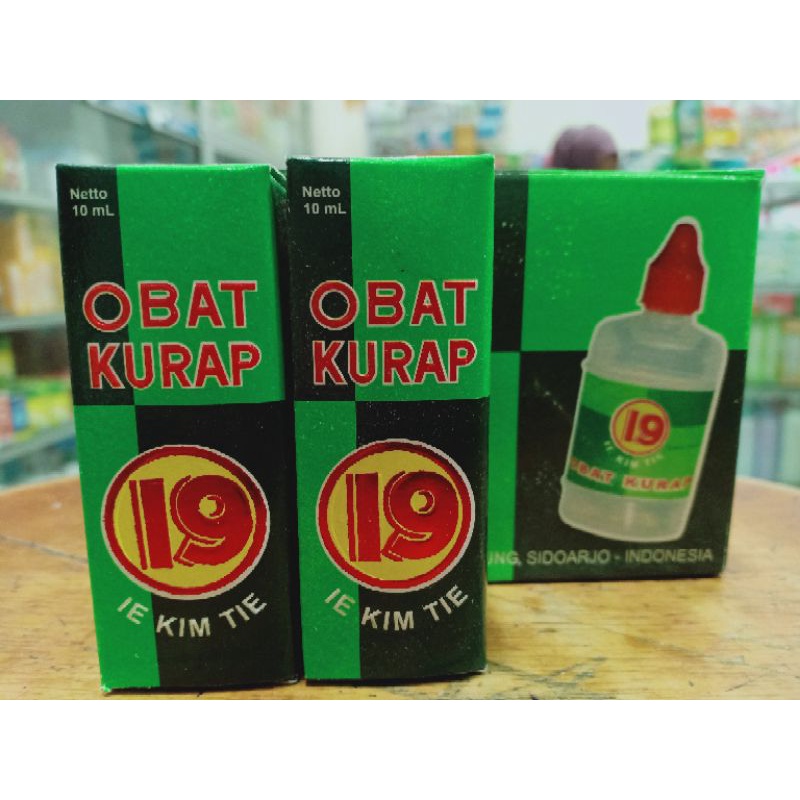 Netto
10 mL
OBAT
KURAP
19
IE KIM TIE
Netto
10 mL
OBAT
KURAP
19
IE KIM TIE
19
IE KIM TIE
OBAT KURAP
SIDOARJO - INDONESIA